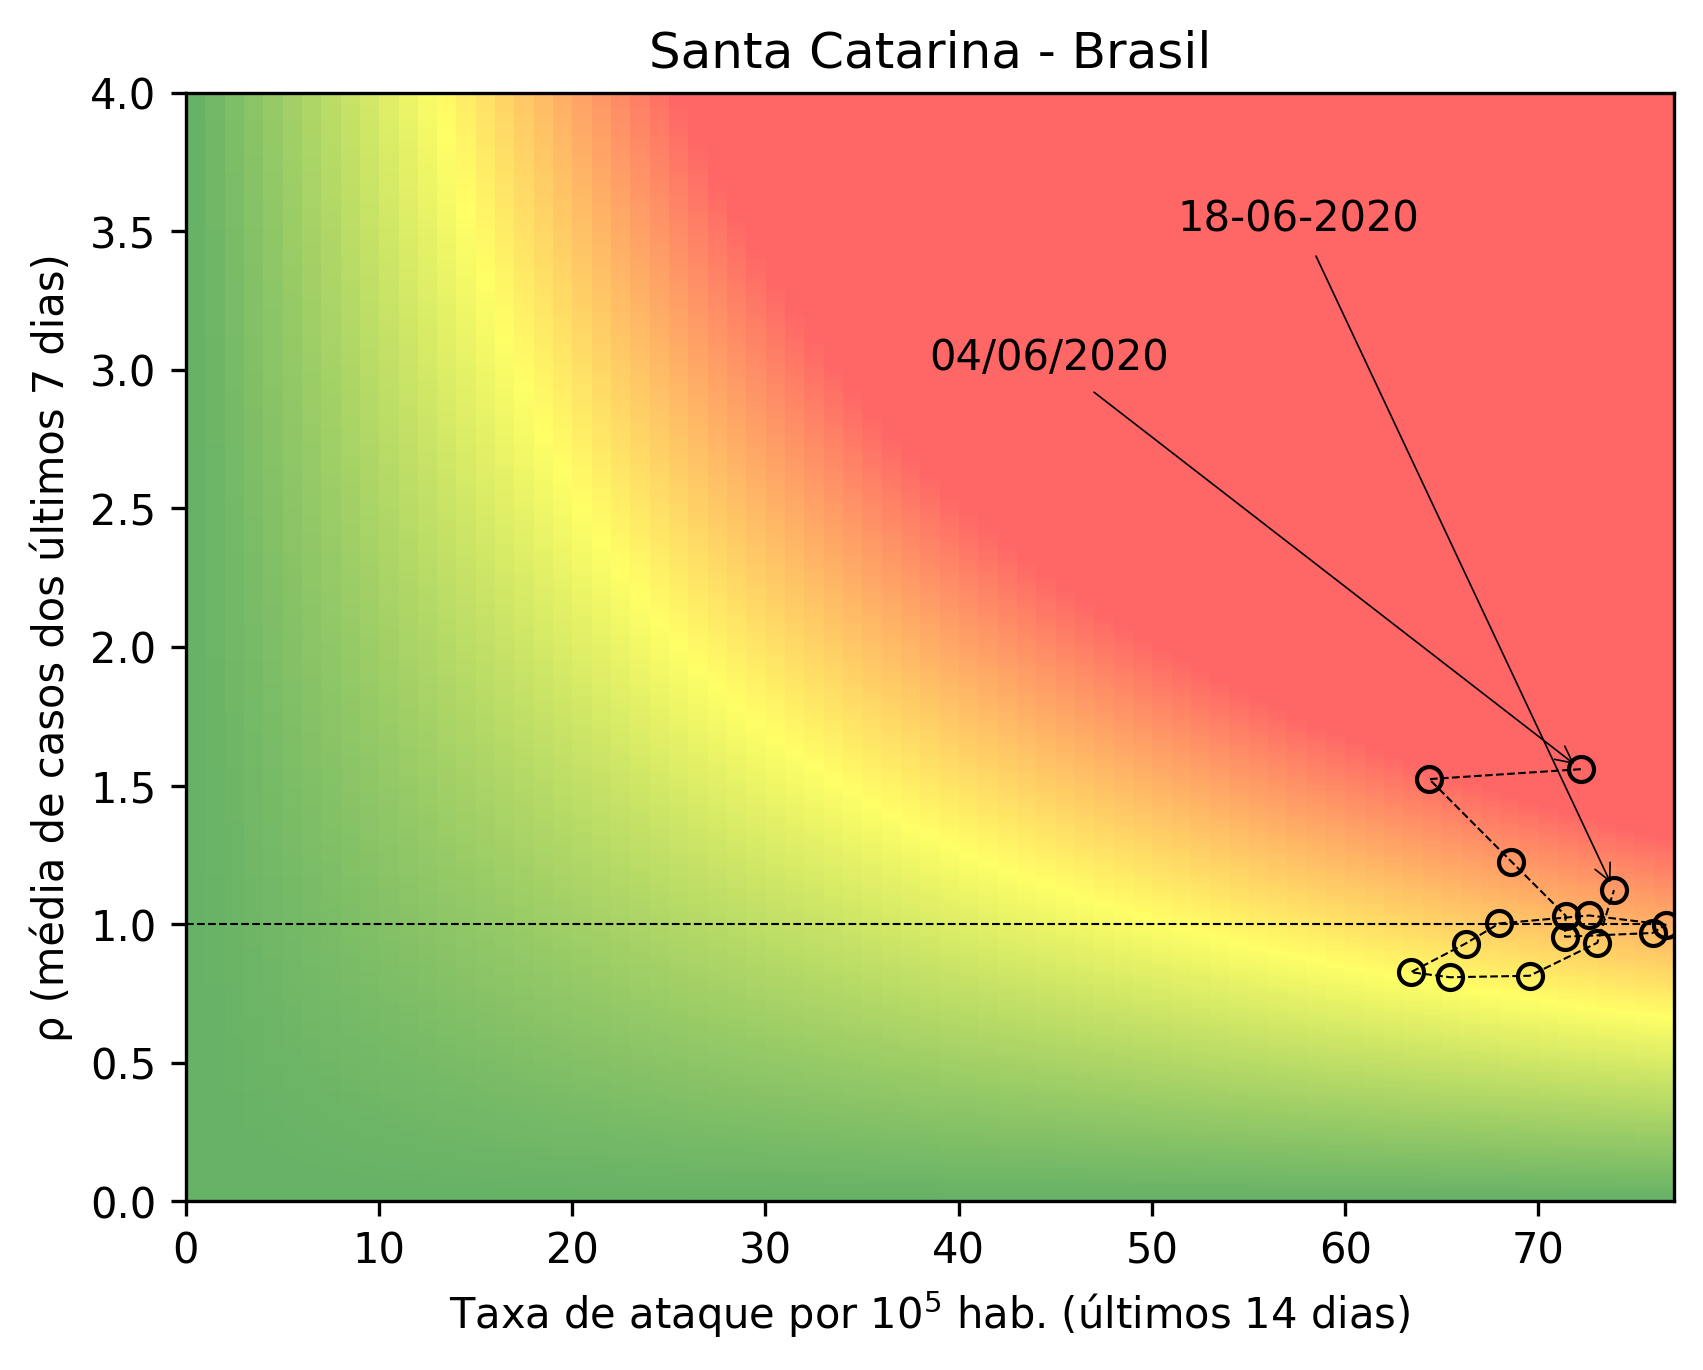 Santa Catarina - Brasil
4.0
3.5
3.0
2.5
2.0
1.5
1.0
0.5
0.0
ρ (média de casos dos últimos 7 dias)
18-06-2020
04/06/2020
0 10 20 30 40 50 60 70
Taxa de ataque por 10⁵ hab. (últimos 14 dias)